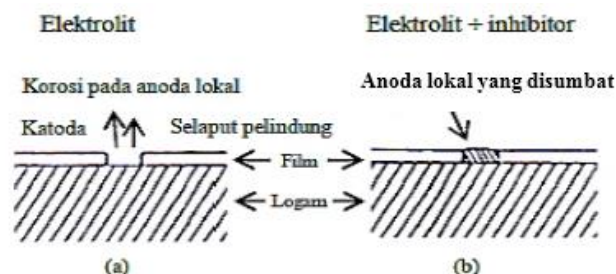 Elektrolit
Elektrolit + inhibitor
Korosi pada anoda lokal
Anoda lokal yang disumbat
Katoda
Selaput pelindung
Film
Logam
(a)
(b)